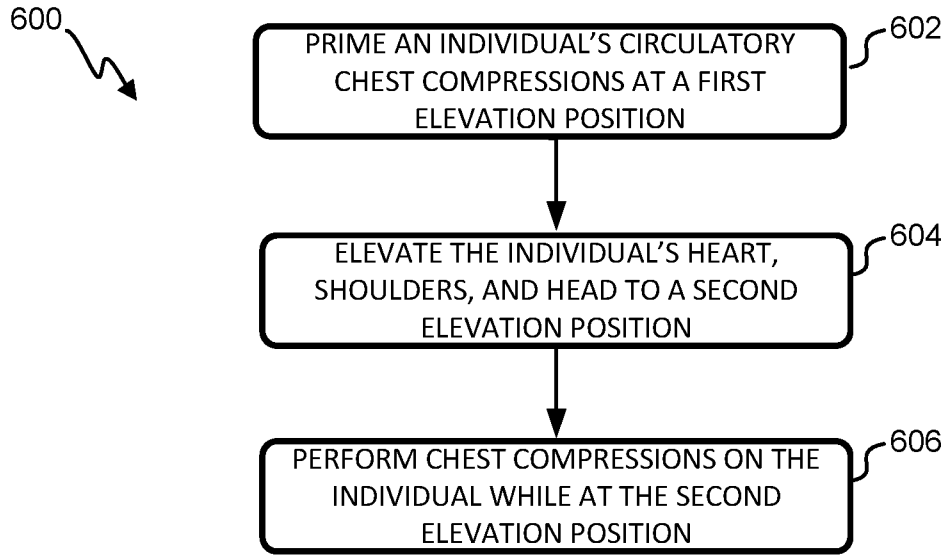 600
602
PRIME AN INDIVIDUAL'S CIRCULATORY
CHEST COMPRESSIONS AT A FIRST
ELEVATION POSITION
604
ELEVATE THE INDIVIDUAL'S HEART,
SHOULDERS, AND HEAD TO A SECOND
ELEVATION POSITION
606
PERFORM CHEST COMPRESSIONS ON THE
INDIVIDUAL WHILE AT THE SECOND
ELEVATION POSITION